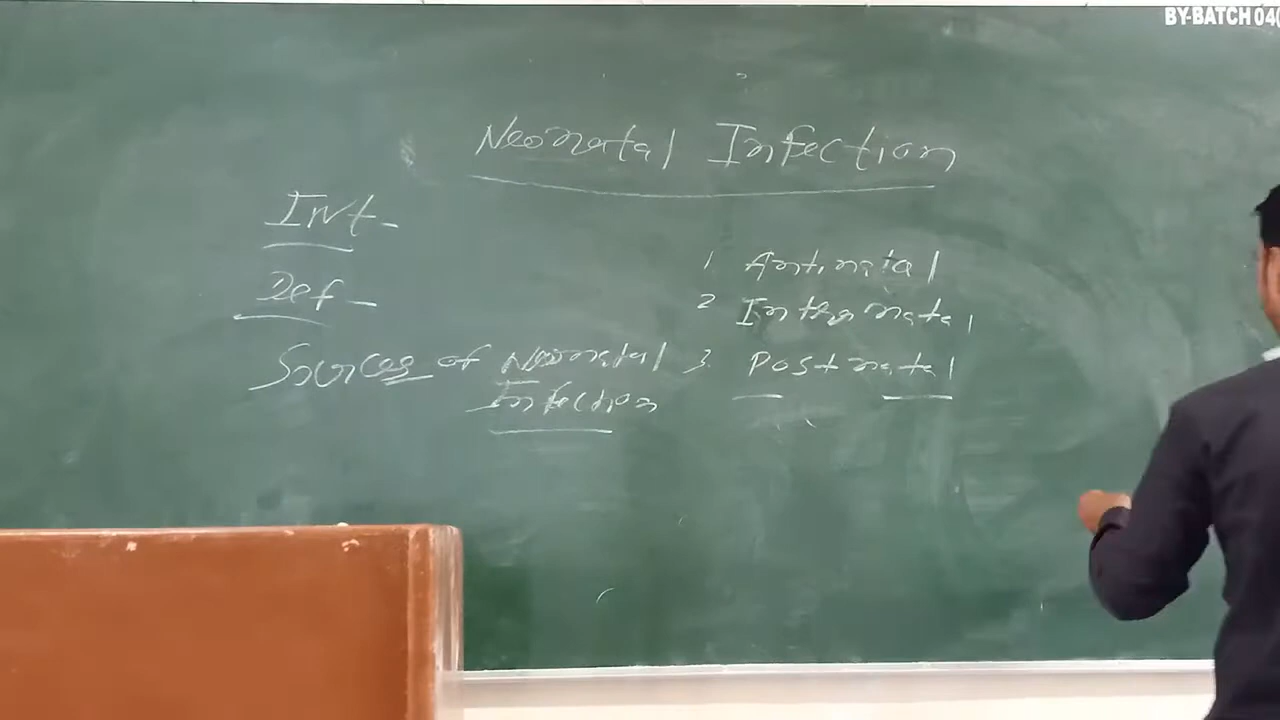 BY-BATCH 04
Neonatal Infection
Int-
Def-
Sources of Neonatal
Infection
1 Antinatal
2 Intranatal
3. Postnatal